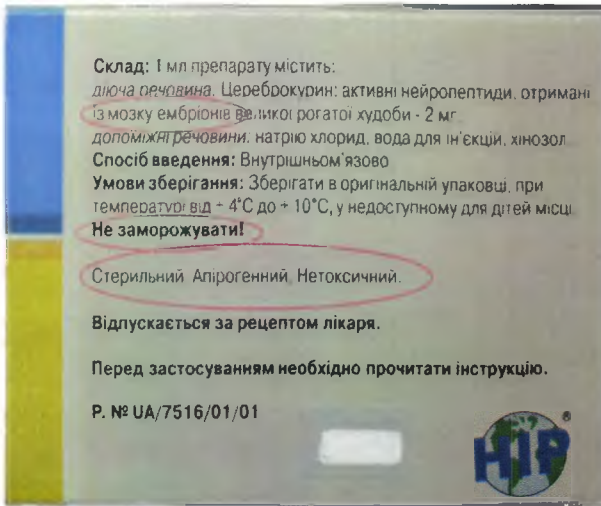 Склад: 1 мл препарату містить:
діюча речовина. Цереброкурин: активні нейропептиди, отримані
із мозку ембріонів великої рогатої худоби - 2 мг
допоміжні речовини. натрію хлорид, вода для ін'єкцій, хінозол
Спосіб введення: Внутрішньом'язово
Умови зберігання: Зберігати в оригінальній упаковці, при
температурі від + 4°C до + 10°C, у недоступному для дітей місці
Не заморожувати!
Стерильний Апірогенний, Нетоксичний.
Відпускається за рецептом лікаря.
Перед застосуванням необхідно прочитати інструкцію.
Р. № UA/7516/01/01
НІР ®